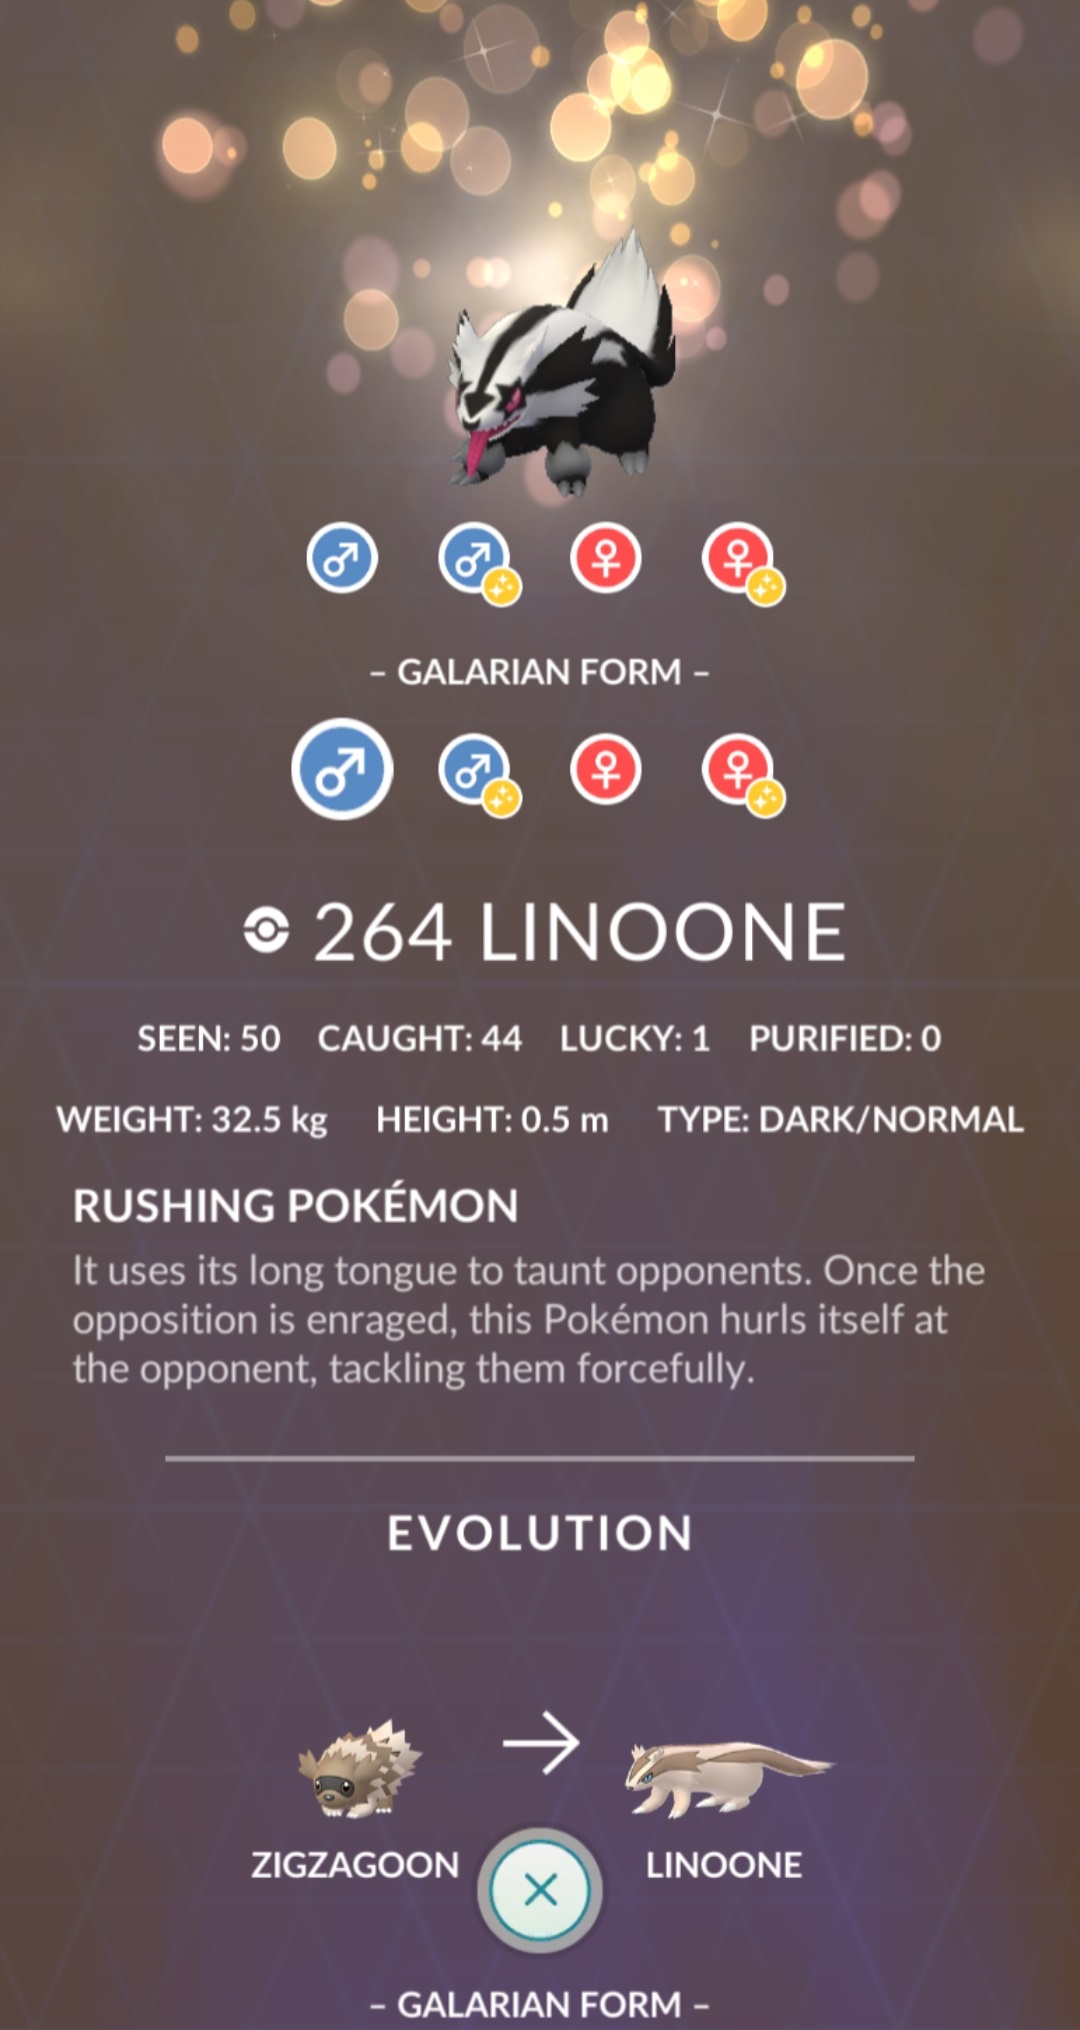 – GALARIAN FORM –
264 LINOONE
SEEN: 50 CAUGHT: 44 LUCKY: 1 PURIFIED: 0
WEIGHT: 32.5 kg HEIGHT: 0.5 m TYPE: DARK/NORMAL
RUSHING POKÉMON
It uses its long tongue to taunt opponents. Once the
opposition is enraged, this Pokémon hurls itself at
the opponent, tackling them forcefully.
EVOLUTION
ZIGZAGOON LINOONE
– GALARIAN FORM –